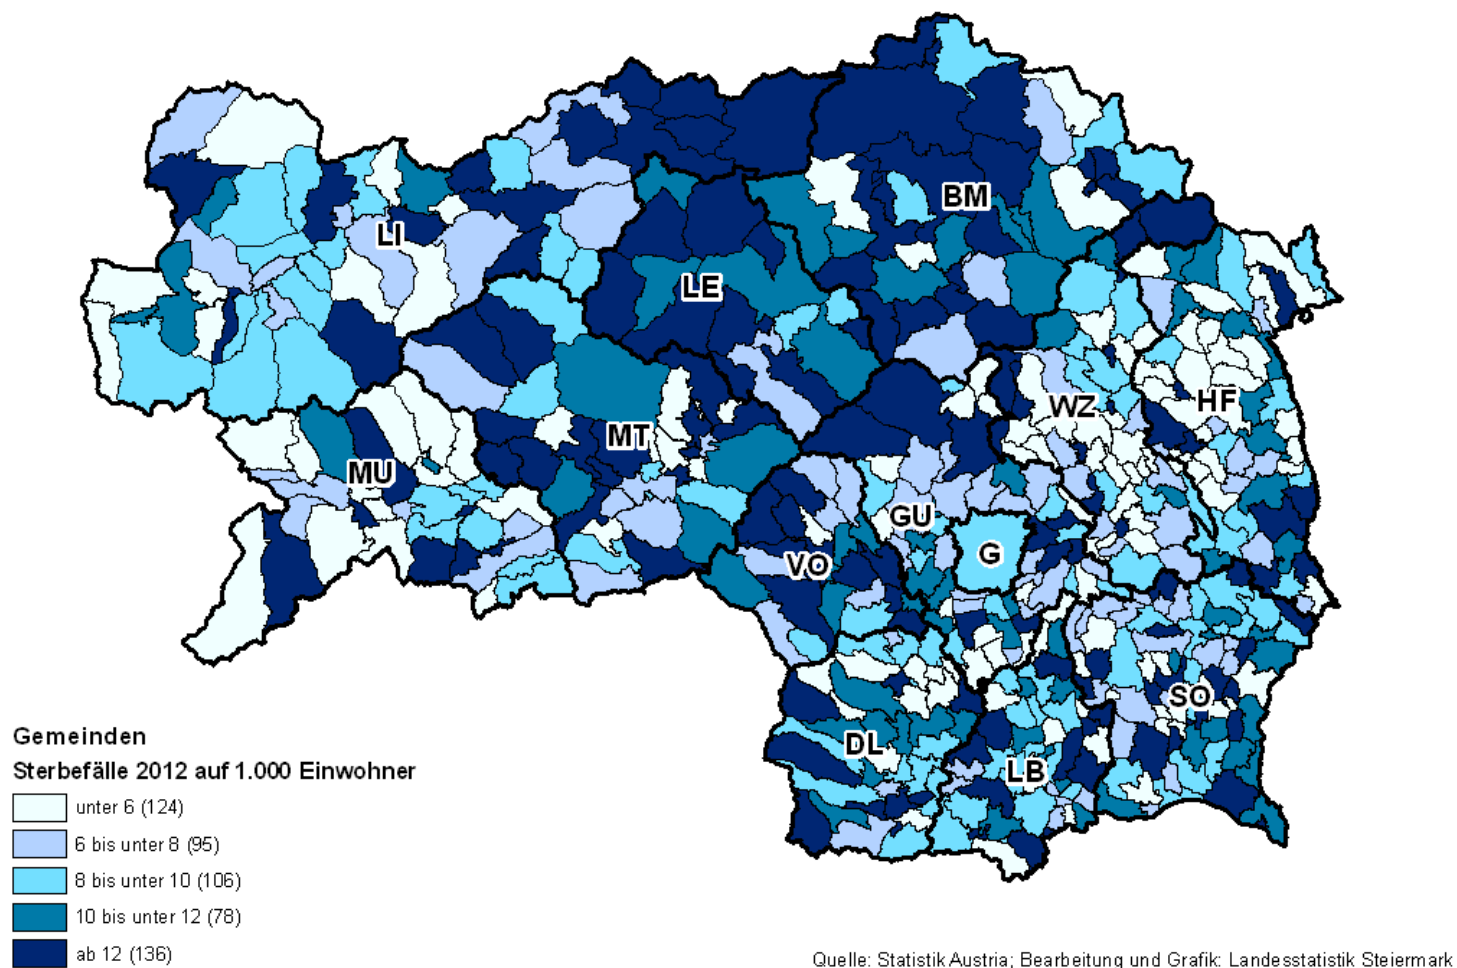 BM
LI
LE
WZ
HF
MT
MU
GU
G
VO
SO
DL
LB
Gemeinden
Sterbefälle 2012 auf 1.000 Einwohner
unter 6 (124)
6 bis unter 8 (95)
8 bis unter 10 (106)
10 bis unter 12 (78)
ab 12 (136)
Quelle: Statistik Austria; Bearbeitung und Grafik: Landesstatistik Steiermark